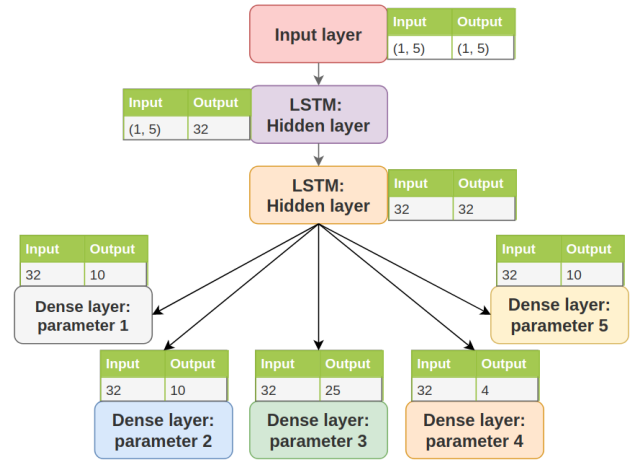 Input layer
Input Output
(1, 5) (1, 5)
LSTM:
Hidden layer
Input Output
(1, 5) 32
LSTM:
Hidden layer
Input Output
32 32
Input Output
32 10
Dense layer:
parameter 1
Input Output
32 10
Dense layer:
parameter 2
Input Output
32 25
Dense layer:
parameter 3
Input Output
32 4
Dense layer:
parameter 4
Input Output
32 10
Dense layer:
parameter 5